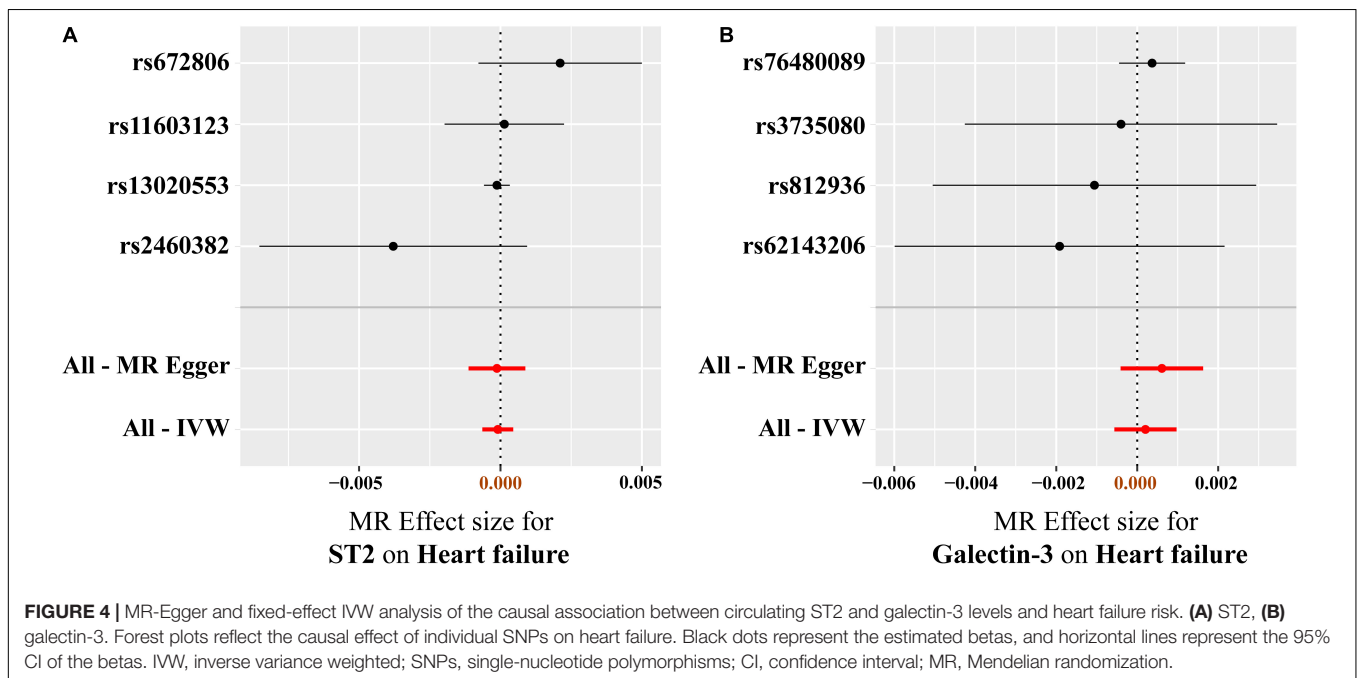 A
rs672806
rs11603123
rs13020553
rs2460382
All - MR Egger
All - IVW
−0.005 0.000 0.005
MR Effect size for
ST2 on Heart failure
B
rs76480089
rs3735080
rs812936
rs62143206
All - MR Egger
All - IVW
−0.006 −0.004 −0.002 0.000 0.002
MR Effect size for
Galectin-3 on Heart failure
FIGURE 4 | MR-Egger and fixed-effect IVW analysis of the causal association between circulating ST2 and galectin-3 levels and heart failure risk. (A) ST2, (B)
galectin-3. Forest plots reflect the causal effect of individual SNPs on heart failure. Black dots represent the estimated betas, and horizontal lines represent the 95%
CI of the betas. IVW, inverse variance weighted; SNPs, single-nucleotide polymorphisms; CI, confidence interval; MR, Mendelian randomization.